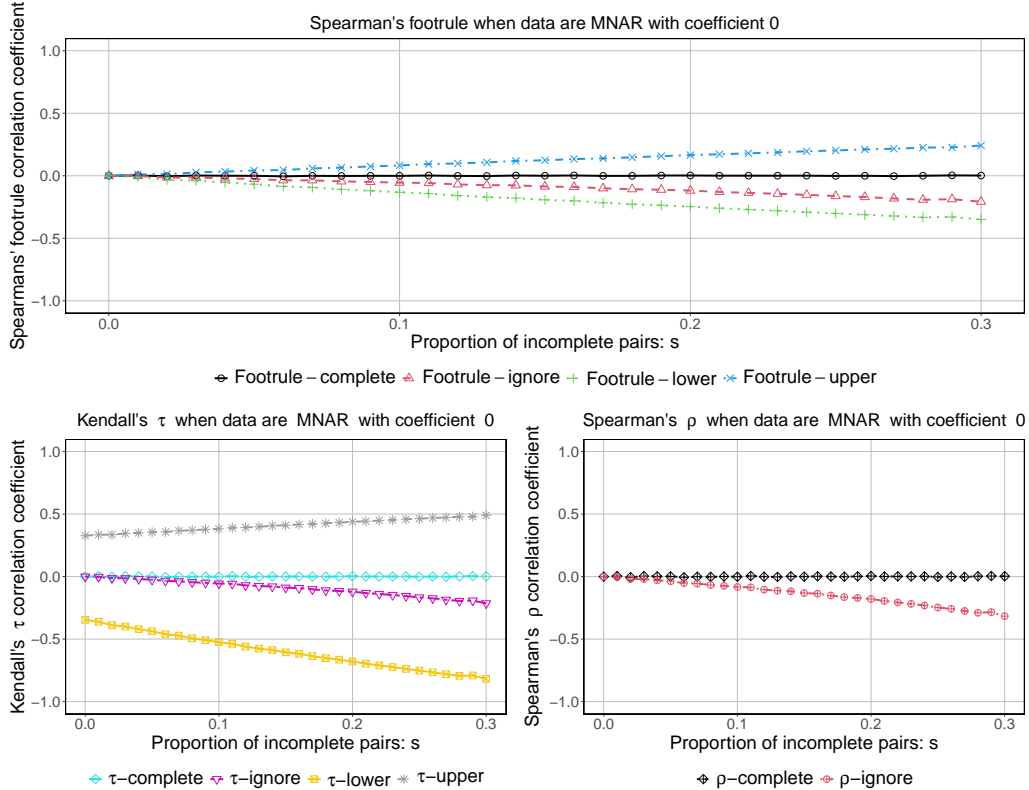 Spearman's footrule when data are MNAR with coefficient 0
Spearmans' footrule correlation coefficient
1.0
0.5
0.0
−0.5
−1.0
0.0 0.1 0.2 0.3
Proportion of incomplete pairs: s
Footrule−complete Footrule−ignore Footrule−lower Footrule−upper
Kendall's τ when data are MNAR with coefficient 0
Kendall's τ correlation coefficient
1.0
0.5
0.0
−0.5
−1.0
0.0 0.1 0.2 0.3
Proportion of incomplete pairs: s
τ−complete τ−ignore τ−lower τ−upper
Spearman's ρ when data are MNAR with coefficient 0
Spearman's ρ correlation coefficient
1.0
0.5
0.0
−0.5
−1.0
0.0 0.1 0.2 0.3
Proportion of incomplete pairs: s
ρ−complete ρ−ignore